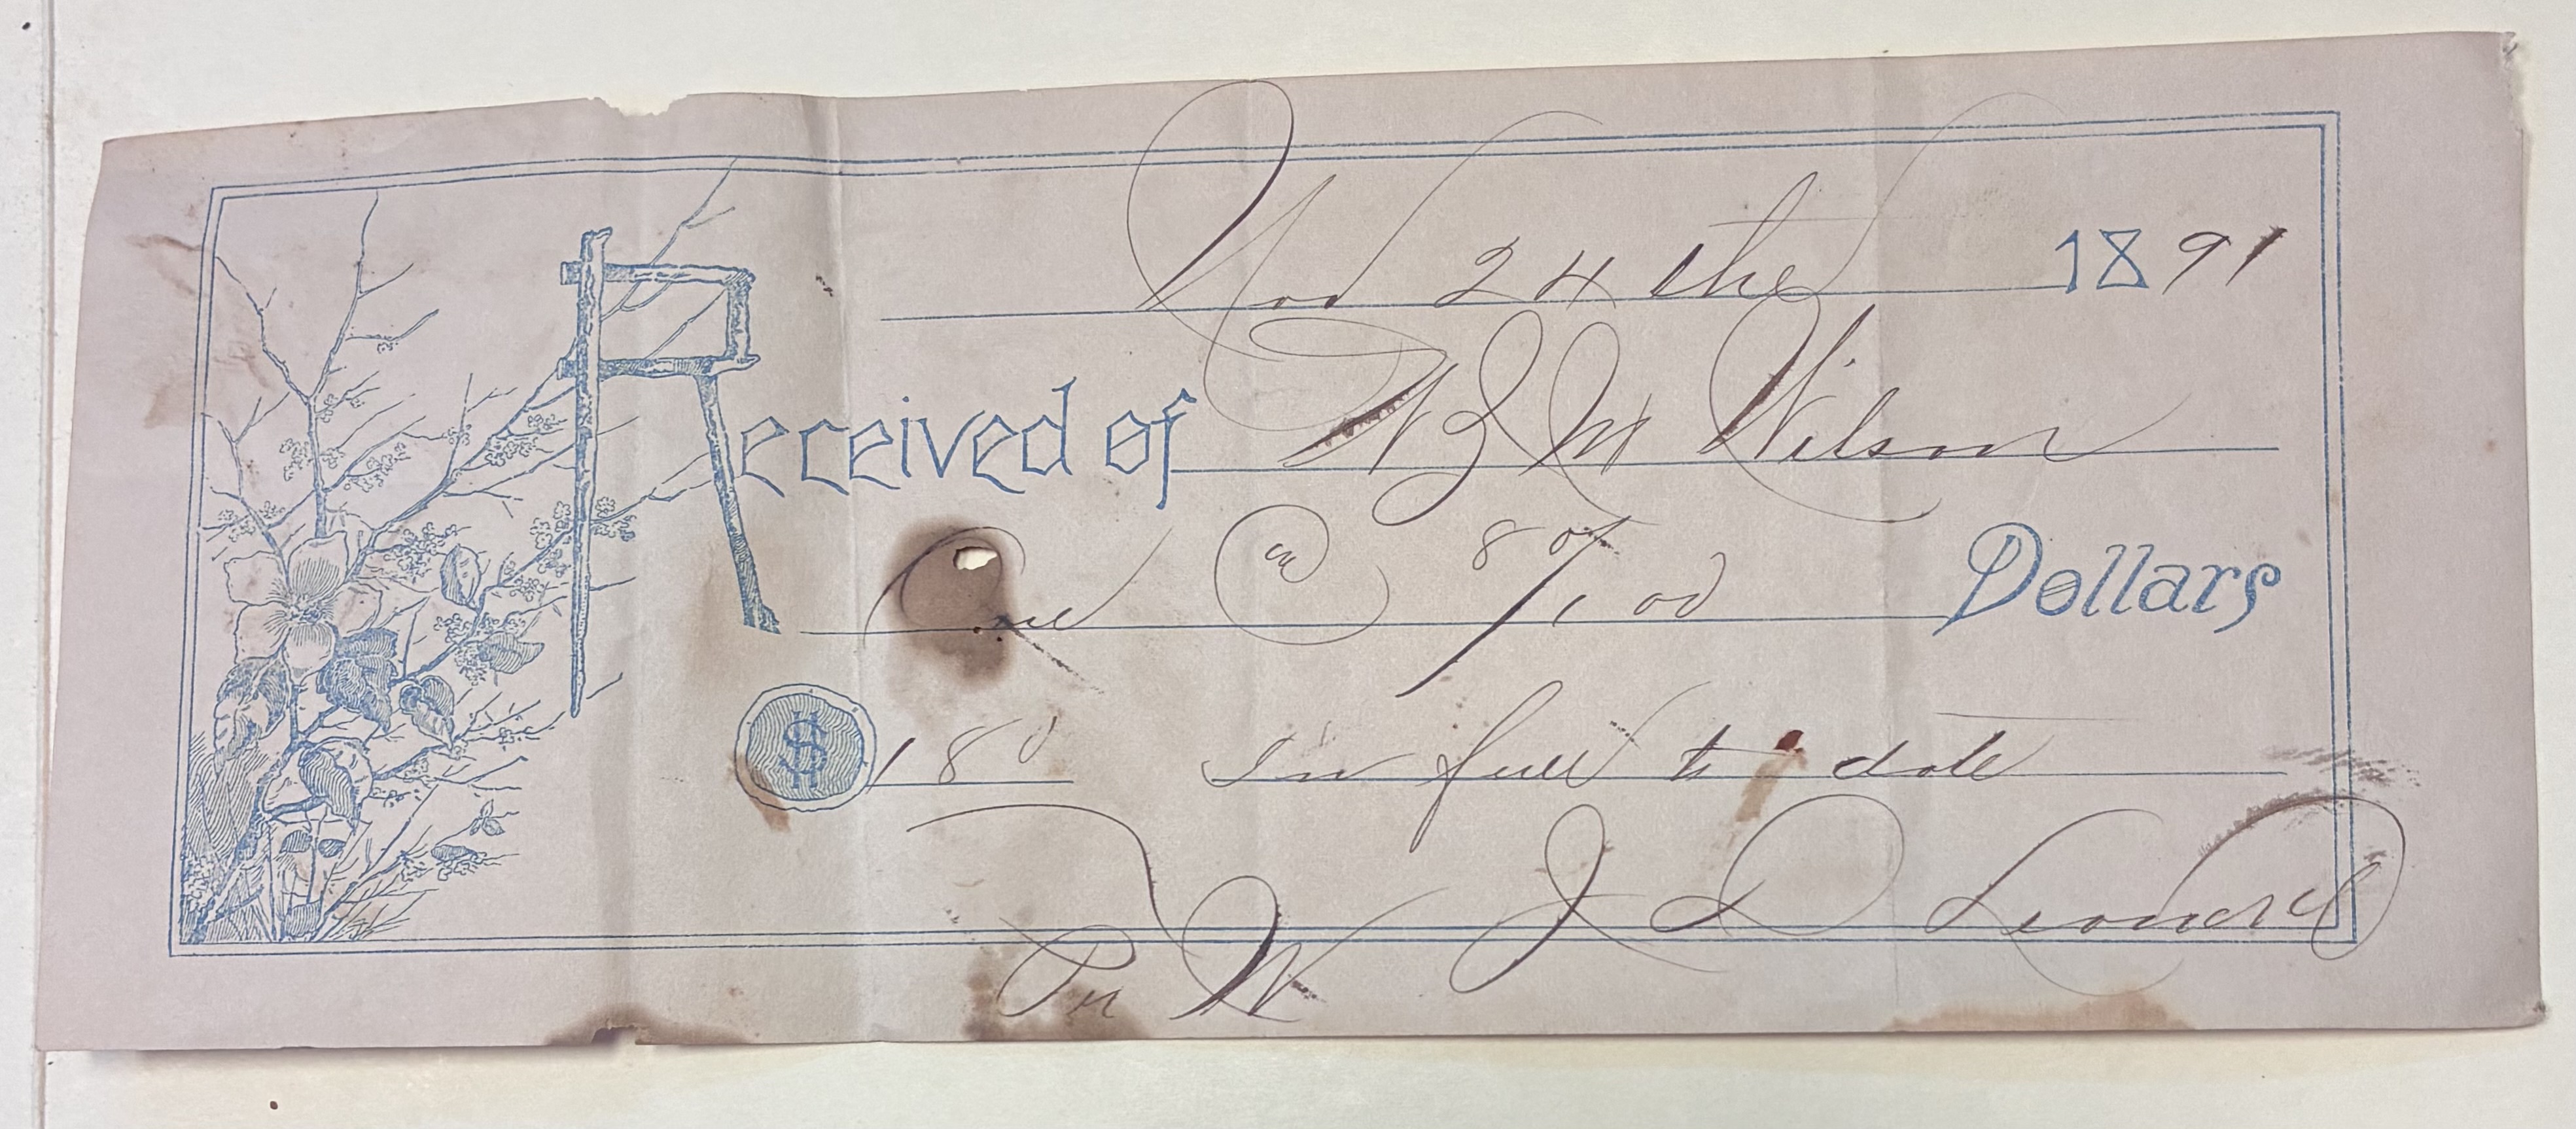 Nov 24 the 1891
Received of W B M Wilson
One & 80/100 Dollars
$ 1 80 In full to date
J D Leonard
Per W